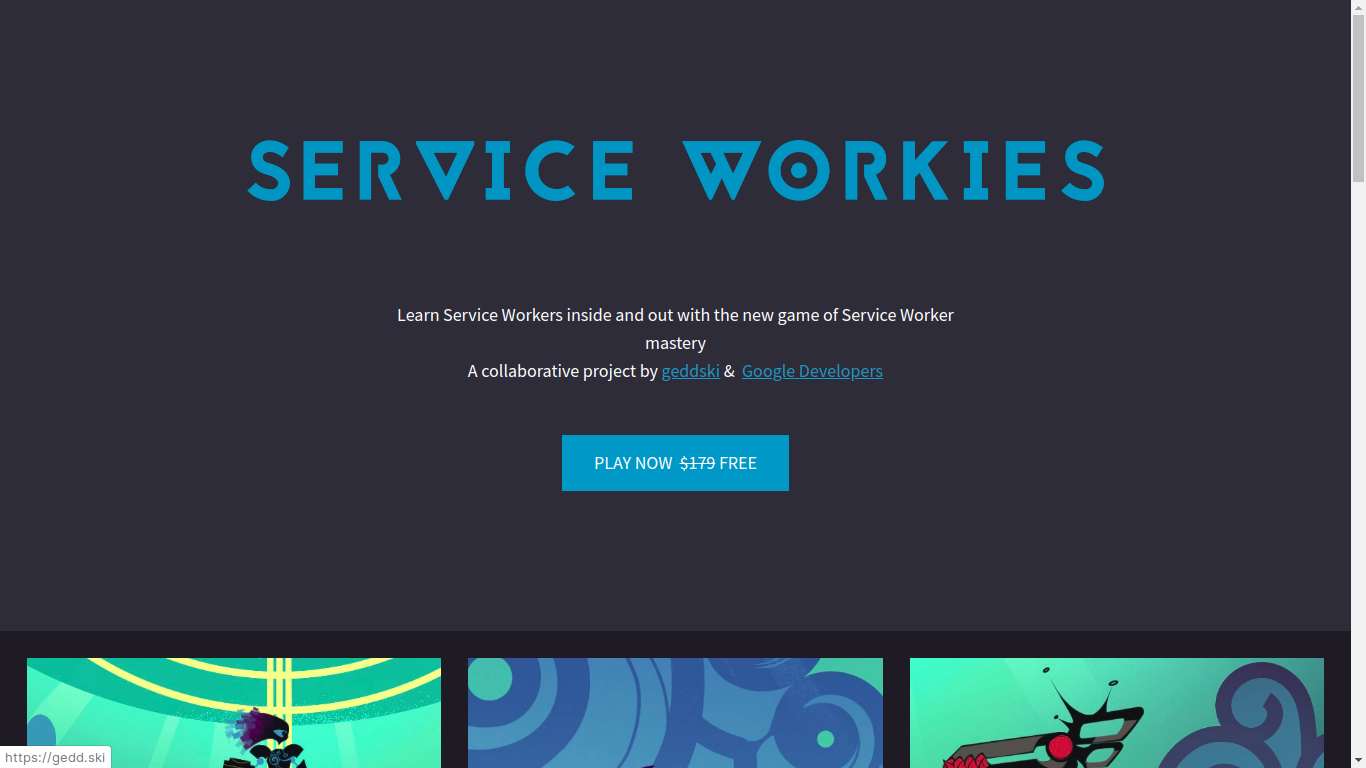 SERVICE WORKIES
Learn Service Workers inside and out with the new game of Service Worker
mastery
A collaborative project by geddski & Google Developers
PLAY NOW $179 FREE
https://gedd.ski